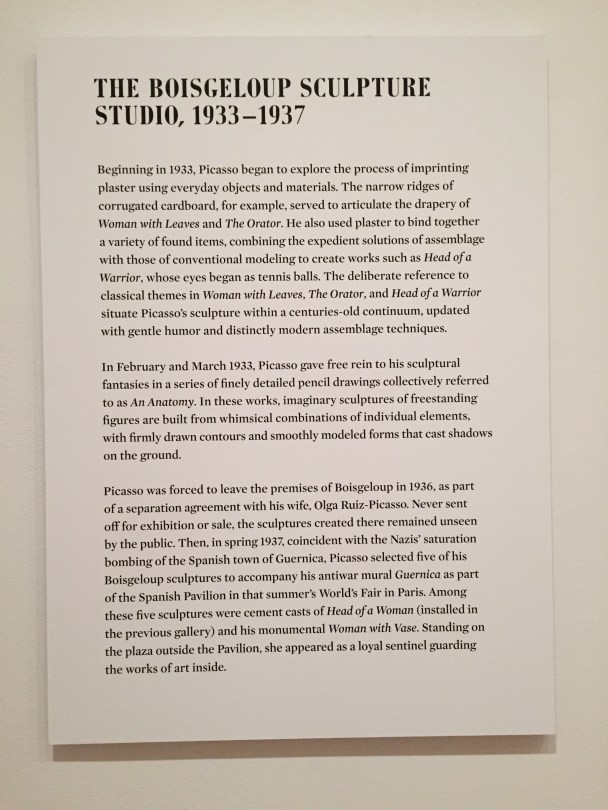 THE BOISGELOUP SCULPTURE
STUDIO, 1933–1937
Beginning in 1933, Picasso began to explore the process of imprinting
plaster using everyday objects and materials. The narrow ridges of
corrugated cardboard, for example, served to articulate the drapery of
Woman with Leaves and The Orator. He also used plaster to bind together
a variety of found items, combining the expedient solutions of assemblage
with those of conventional modeling to create works such as Head of a
Warrior, whose eyes began as tennis balls. The deliberate reference to
classical themes in Woman with Leaves, The Orator, and Head of a Warrior
situate Picasso's sculpture within a centuries-old continuum, updated
with gentle humor and distinctly modern assemblage techniques.
In February and March 1933, Picasso gave free rein to his sculptural
fantasies in a series of finely detailed pencil drawings collectively referred
to as An Anatomy. In these works, imaginary sculptures of freestanding
figures are built from whimsical combinations of individual elements,
with firmly drawn contours and smoothly modeled forms that cast shadows
on the ground.
Picasso was forced to leave the premises of Boisgeloup in 1936, as part
of a separation agreement with his wife, Olga Ruiz-Picasso. Never sent
off for exhibition or sale, the sculptures created there remained unseen
by the public. Then, in spring 1937, coincident with the Nazis' saturation
bombing of the Spanish town of Guernica, Picasso selected five of his
Boisgeloup sculptures to accompany his antiwar mural Guernica as part
of the Spanish Pavilion in that summer's World's Fair in Paris. Among
these five sculptures were cement casts of Head of a Woman (installed in
the previous gallery) and his monumental Woman with Vase. Standing on
the plaza outside the Pavilion, she appeared as a loyal sentinel guarding
the works of art inside.